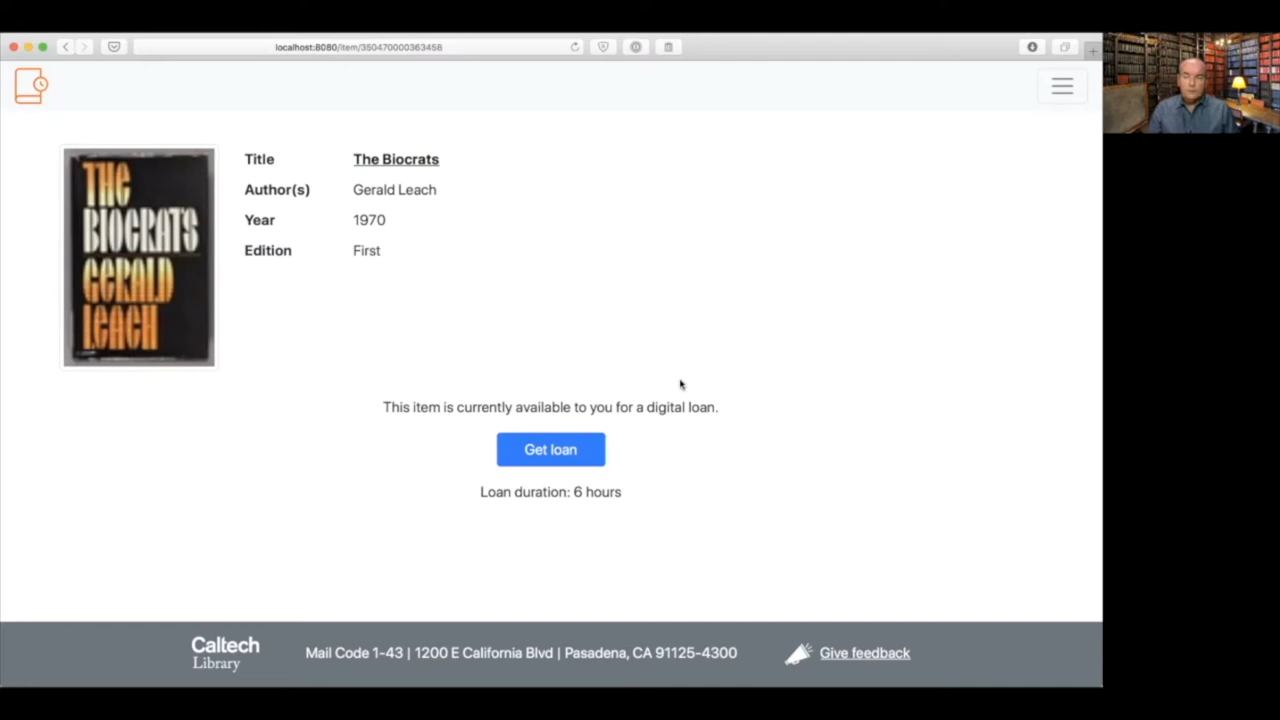 localhost:8080/item/350470000363458
THE
BIOCRATS
GERALD
LEACH
Title The Biocrats
Author(s) Gerald Leach
Year 1970
Edition First
This item is currently available to you for a digital loan.
Get loan
Loan duration: 6 hours
Caltech
Library
Mail Code 1-43 | 1200 E California Blvd | Pasadena, CA 91125-4300
Give feedback